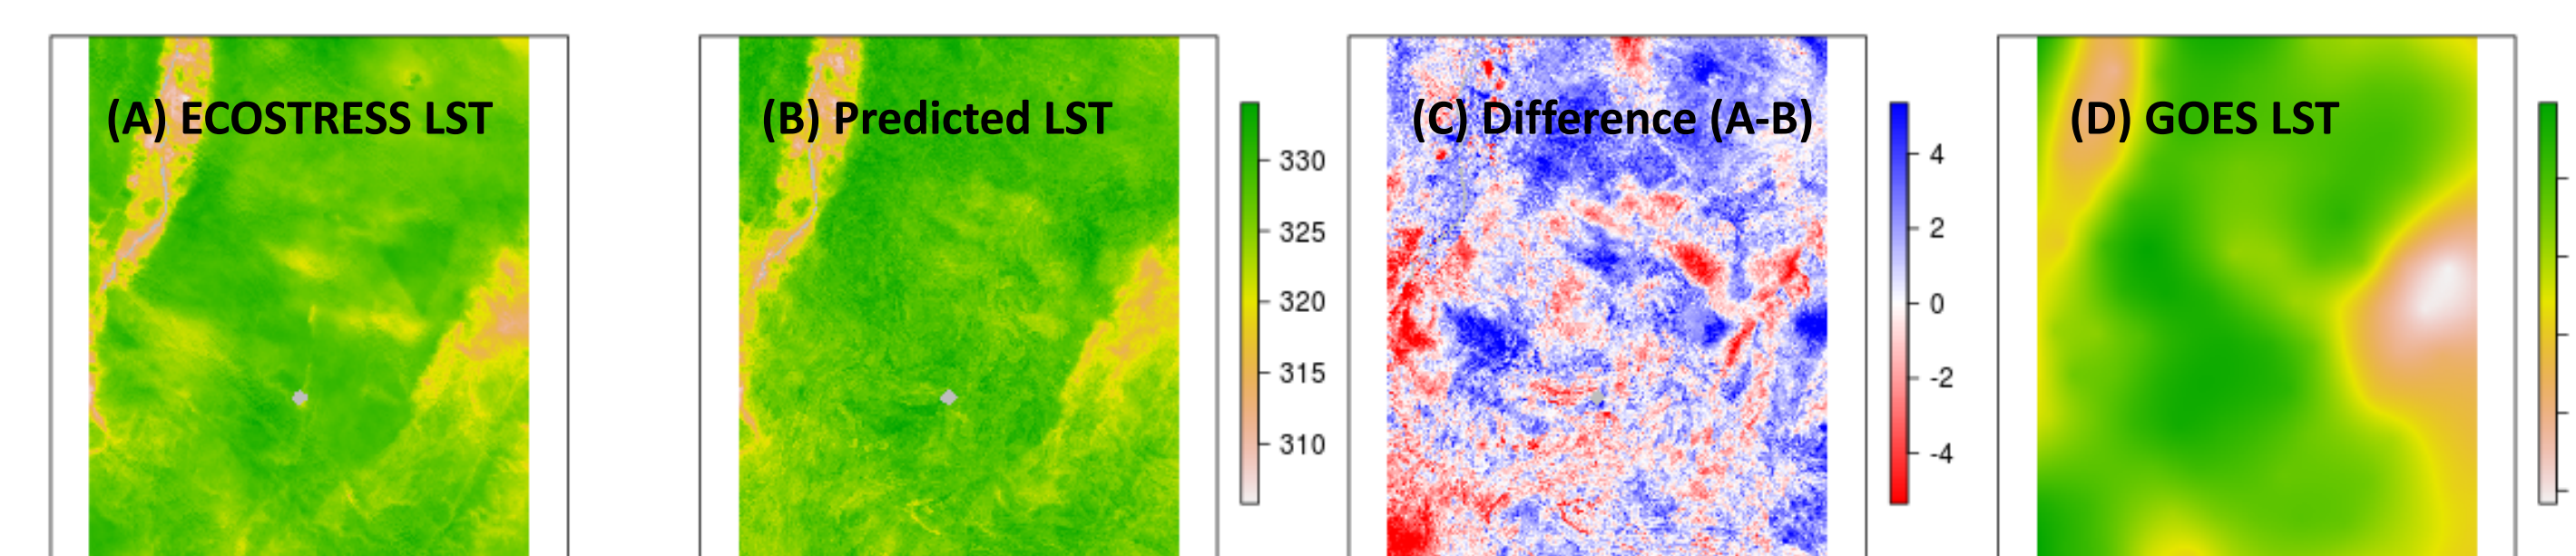 (A) ECOSTRESS LST
(B) Predicted LST
330
325
320
315
310
(C) Difference (A-B)
4
2
0
-2
-4
(D) GOES LST